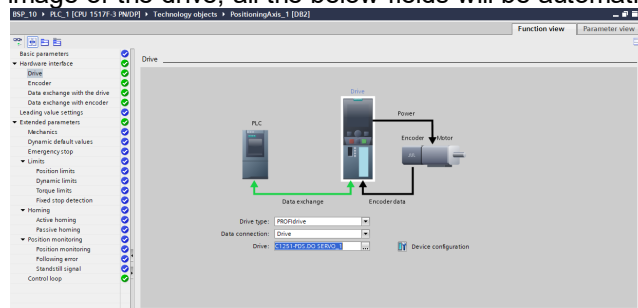 image of the drive, all the below fields will be automati
BSP_10 ▸ PLC_1 [CPU 1517F-3 PN/DP] ▸ Technology objects ▸ PositioningAxis_1 [DB2]
Function view
Parameter view
Basic parameters
Hardware interface
Drive
Encoder
Data exchange with the drive
Data exchange with encoder
Leading value settings
Extended parameters
Mechanics
Dynamic default values
Emergency stop
Limits
Position limits
Dynamic limits
Torque limits
Fixed stop detection
Homing
Active homing
Passive homing
Position monitoring
Position monitoring
Following error
Standstill signal
Control loop
Drive
Drive
PLC
Power
Encoder
Motor
Data exchange
Encoder data
Drive type: PROFIdrive
Data connection: Drive
Drive: C1251-PDS.DO SERVO_1 ...
Device configuration